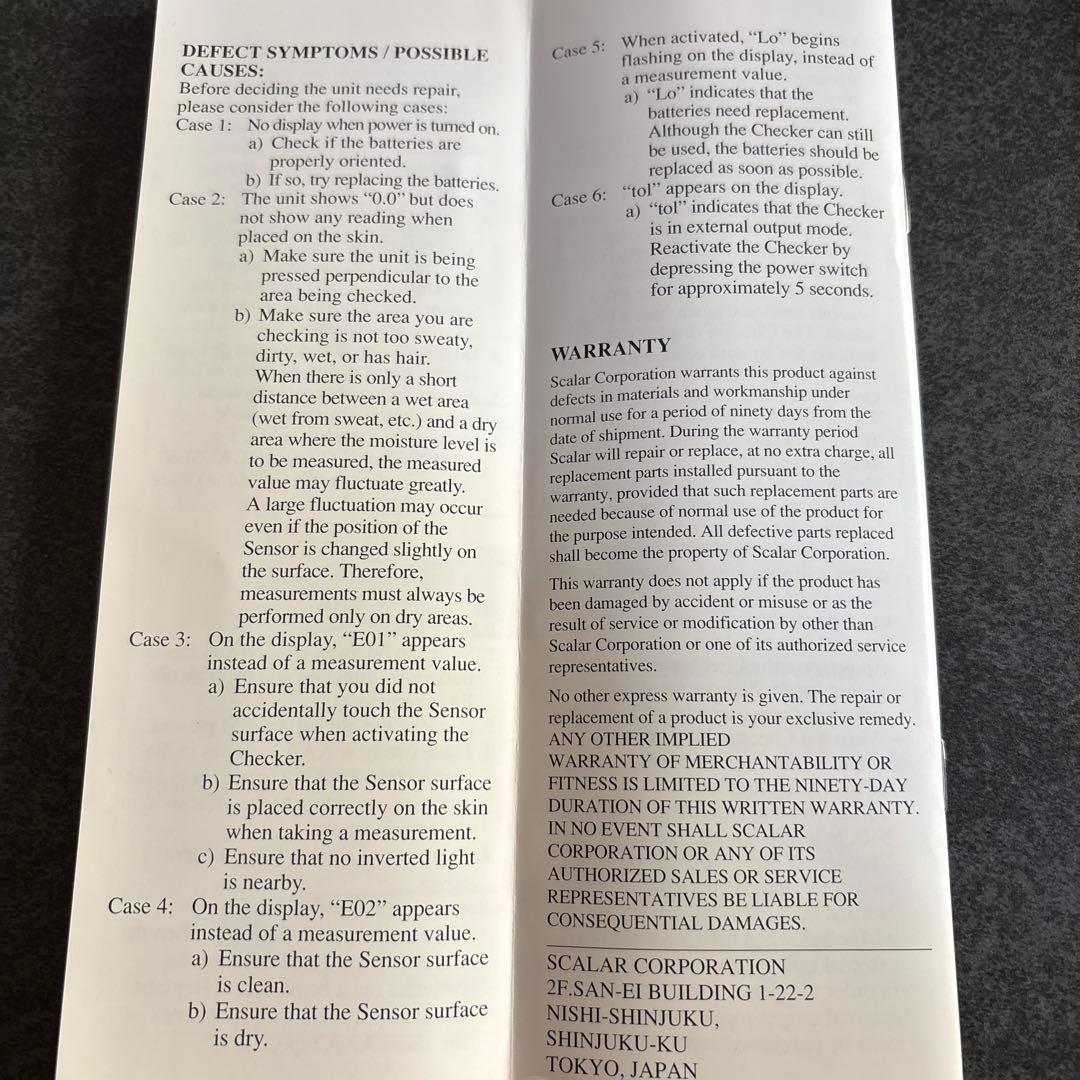 DEFECT SYMPTOMS / POSSIBLE
CAUSES:
Before deciding the unit needs repair,
please consider the following cases:
Case 1: No display when power is turned on.
a) Check if the batteries are
properly oriented.
b) If so, try replacing the batteries.
Case 2: The unit shows “0.0” but does
not show any reading when
placed on the skin.
a) Make sure the unit is being
pressed perpendicular to the
area being checked.
b) Make sure the area you are
checking is not too sweaty,
dirty, wet, or has hair.
When there is only a short
distance between a wet area
(wet from sweat, etc.) and a dry
area where the moisture level is
to be measured, the measured
value may fluctuate greatly.
A large fluctuation may occur
even if the position of the
Sensor is changed slightly on
the surface. Therefore,
measurements must always be
performed only on dry areas.
Case 3: On the display, “E01” appears
instead of a measurement value.
a) Ensure that you did not
accidentally touch the Sensor
surface when activating the
Checker.
b) Ensure that the Sensor surface
is placed correctly on the skin
when taking a measurement.
c) Ensure that no inverted light
is nearby.
Case 4: On the display, “E02” appears
instead of a measurement value.
a) Ensure that the Sensor surface
is clean.
b) Ensure that the Sensor surface
is dry.
Case 5: When activated, “Lo” begins
flashing on the display, instead of
a measurement value.
a) “Lo” indicates that the
batteries need replacement.
Although the Checker can still
be used, the batteries should be
replaced as soon as possible.
Case 6: “tol” appears on the display.
a) “tol” indicates that the Checker
is in external output mode.
Reactivate the Checker by
depressing the power switch
for approximately 5 seconds.
WARRANTY
Scalar Corporation warrants this product against
defects in materials and workmanship under
normal use for a period of ninety days from the
date of shipment. During the warranty period
Scalar will repair or replace, at no extra charge, all
replacement parts installed pursuant to the
warranty, provided that such replacement parts are
needed because of normal use of the product for
the purpose intended. All defective parts replaced
shall become the property of Scalar Corporation.
This warranty does not apply if the product has
been damaged by accident or misuse or as the
result of service or modification by other than
Scalar Corporation or one of its authorized service
representatives.
No other express warranty is given. The repair or
replacement of a product is your exclusive remedy.
ANY OTHER IMPLIED
WARRANTY OF MERCHANTABILITY OR
FITNESS IS LIMITED TO THE NINETY-DAY
DURATION OF THIS WRITTEN WARRANTY.
IN NO EVENT SHALL SCALAR
CORPORATION OR ANY OF ITS
AUTHORIZED SALES OR SERVICE
REPRESENTATIVES BE LIABLE FOR
CONSEQUENTIAL DAMAGES.
SCALAR CORPORATION
2F.SAN-EI BUILDING 1-22-2
NISHI-SHINJUKU,
SHINJUKU-KU
TOKYO, JAPAN